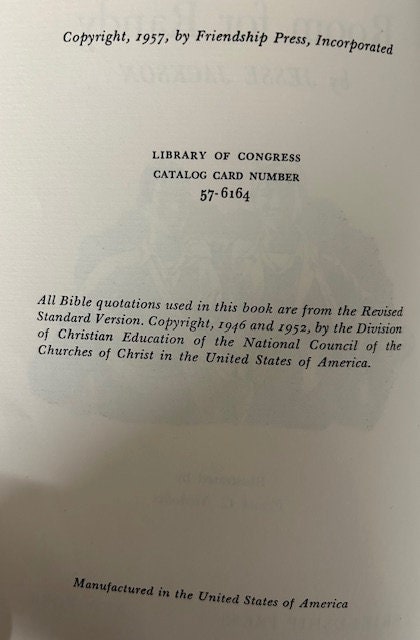 Copyright, 1957, by Friendship Press, Incorporated
LIBRARY OF CONGRESS
CATALOG CARD NUMBER
57-6164
All Bible quotations used in this book are from the Revised
Standard Version. Copyright, 1946 and 1952, by the Division
of Christian Education of the National Council of the
Churches of Christ in the United States of America.
Manufactured in the United States of America